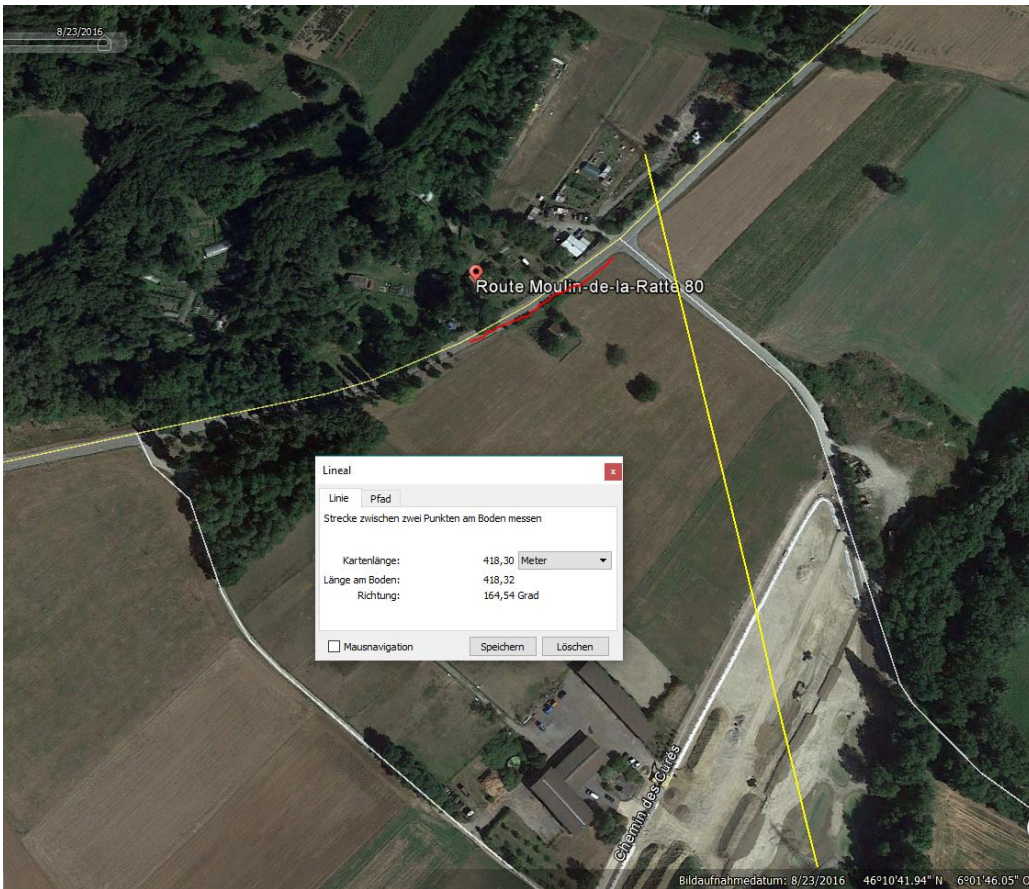 8/23/2016
Route Moulin-de-la-Ratte 80
Lineal
x
Linie Pfad
Strecke zwischen zwei Punkten am Boden messen
Kartenlänge: 418,30 Meter
Länge am Boden: 418,32
Richtung: 164,54 Grad
Mausnavigation Speichern Löschen
Chemin des Curés
Bildaufnahmedatum: 8/23/2016 46°10'41.94" N 6°01'46.05" O